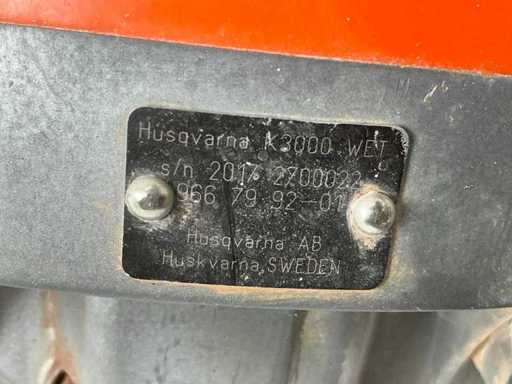 Husqvarna K3000 WET
s/n 2017 2700022
966 79 92-01
Husqvarna AB
Huskvarna, SWEDEN